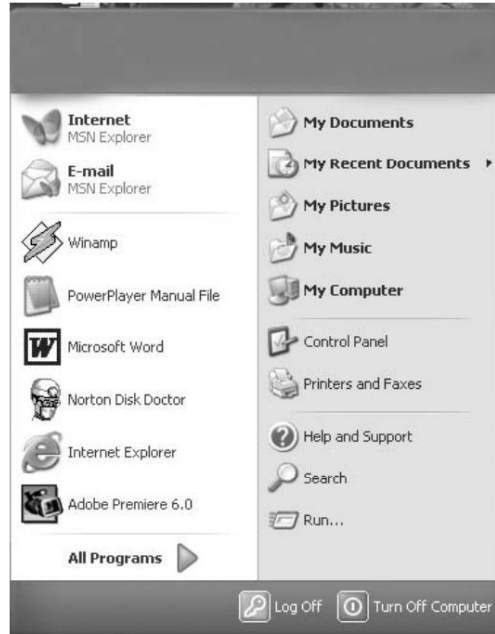 Internet
MSN Explorer
E-mail
MSN Explorer
Winamp
PowerPlayer Manual File
W
Microsoft Word
Norton Disk Doctor
Internet Explorer
Adobe Premiere 6.0
All Programs
My Documents
My Recent Documents
My Pictures
My Music
My Computer
Control Panel
Printers and Faxes
Help and Support
Search
Run...
Log Off
Turn Off Computer